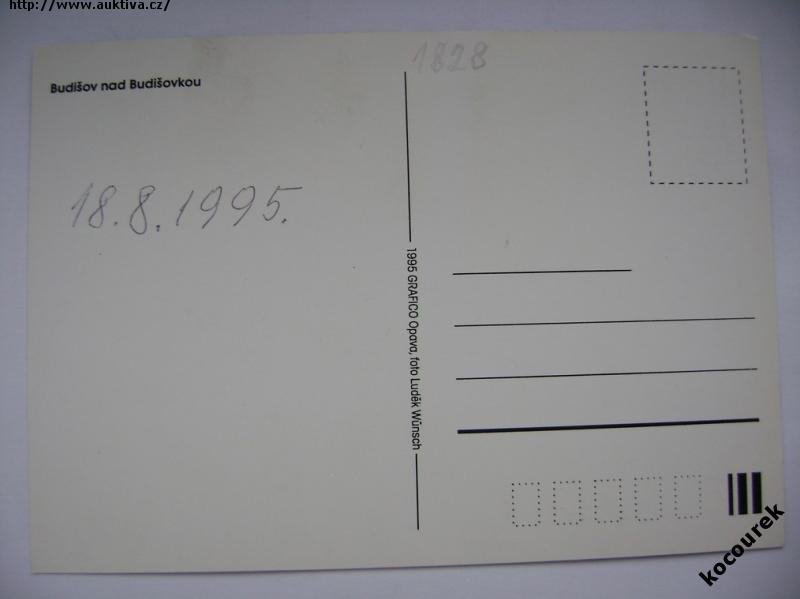 http://www.auktiva.cz/
1828
Budišov nad Budišovkou
18.8.1995.
1995 GRAFICO Opava, foto Luděk Wünsch
kocourek